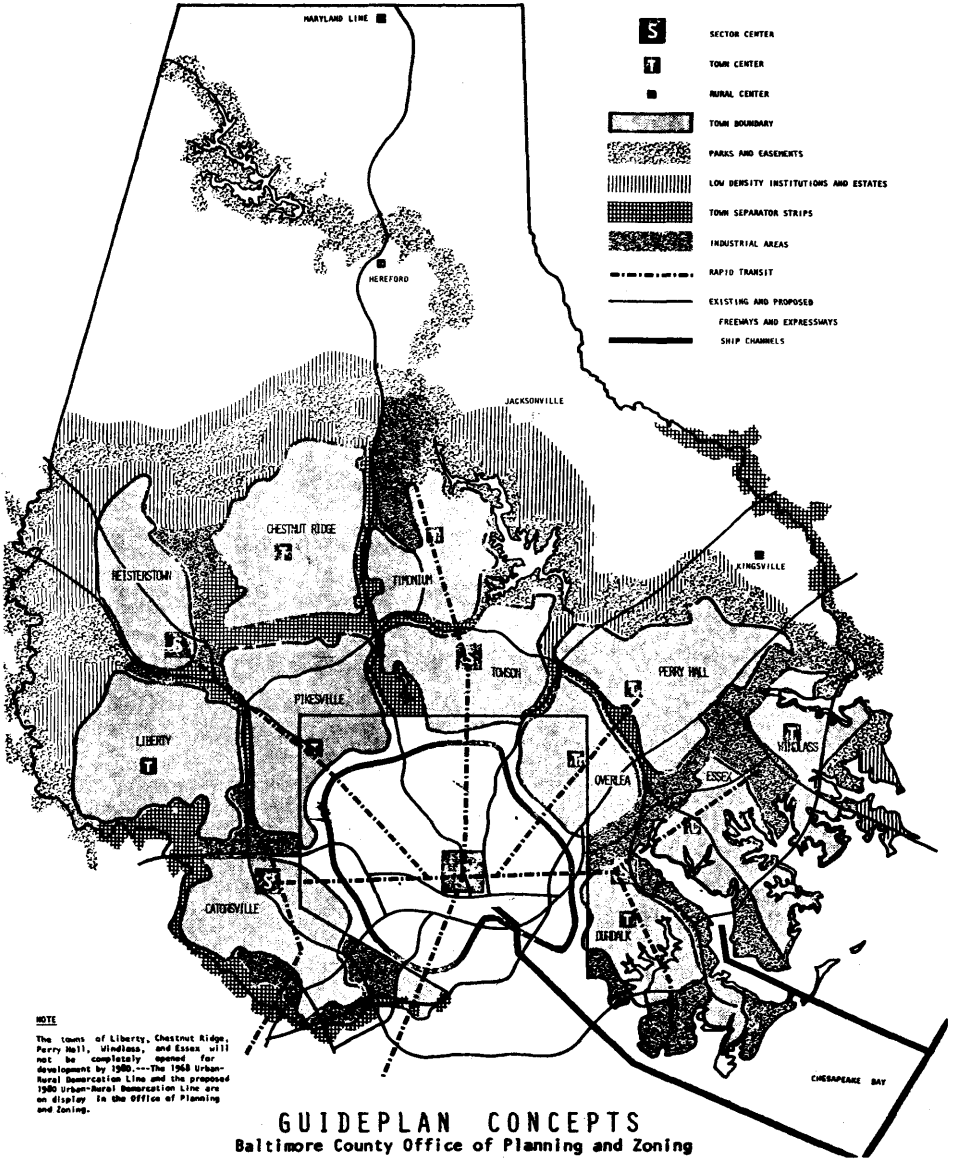 MARYLAND LINE
S SECTOR CENTER
T TOWN CENTER
RURAL CENTER
TOWN BOUNDARY
PARKS AND EASEMENTS
LOW DENSITY INSTITUTIONS AND ESTATES
TOWN SEPARATOR STRIPS
INDUSTRIAL AREAS
RAPID TRANSIT
EXISTING AND PROPOSED
FREEWAYS AND EXPRESSWAYS
SHIP CHANNELS
HEREFORD
JACKSONVILLE
CHESTNUT RIDGE
T
T
REISTERSTOWN
TIMONIUM
KINGSVILLE
S
S
TOWSON
PERRY HALL
T
PIKESVILLE
LIBERTY
T
T
T
WINDLASS
T
OVERLEA
ESSEX
T
S
CATONSVILLE
T
DUNDALK
NOTE
The towns of Liberty, Chestnut Ridge,
Perry Hall, Windlass, and Essex will
not be completely opened for
development by 1980.---The 1968 Urban-
Rural Demarcation Line and the proposed
1980 Urban-Rural Demarcation Line are
on display in the Office of Planning
and Zoning.
CHESAPEAKE BAY
GUIDEPLAN CONCEPTS
Baltimore County Office of Planning and Zoning